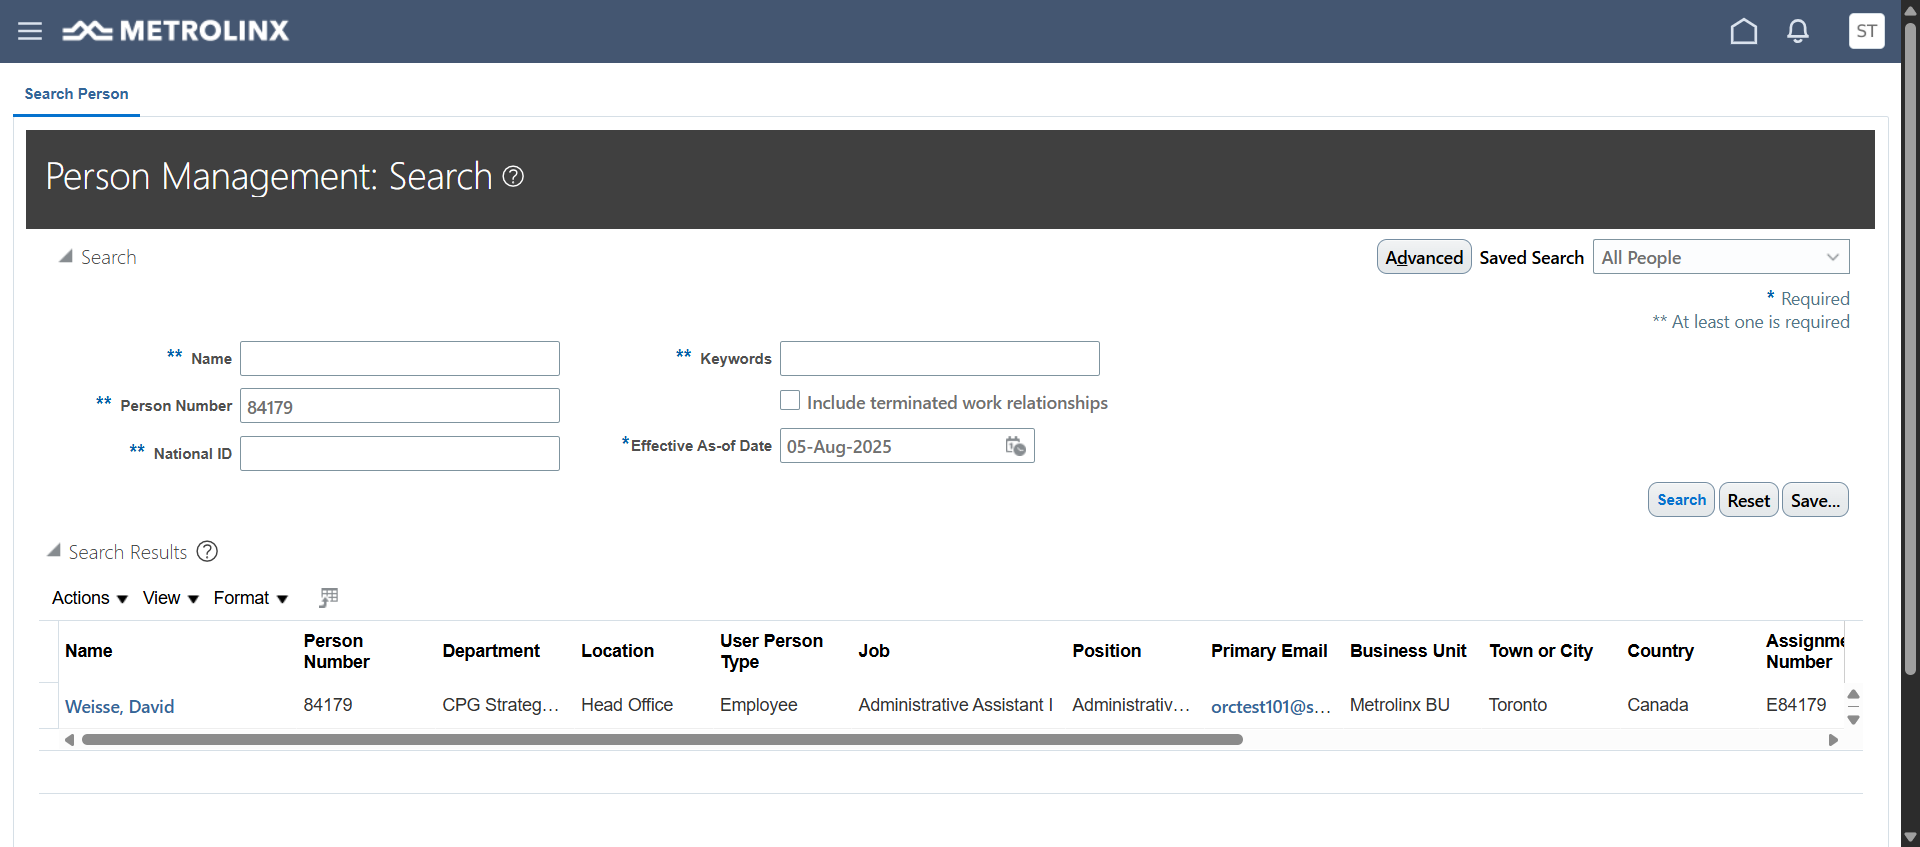 METROLINX
ST
Search Person
Person Management: Search ?
Search
Advanced Saved Search All People
* Required
** At least one is required
** Name
** Keywords
** Person Number 84179
Include terminated work relationships
** National ID
*Effective As-of Date 05-Aug-2025
Search Reset Save...
Search Results ?
Actions View Format
Name Person Number Department Location User Person Type Job Position Primary Email Business Unit Town or City Country Assignme Number
Weisse, David 84179 CPG Strateg... Head Office Employee Administrative Assistant I Administrativ... orctest101@s... Metrolinx BU Toronto Canada E84179